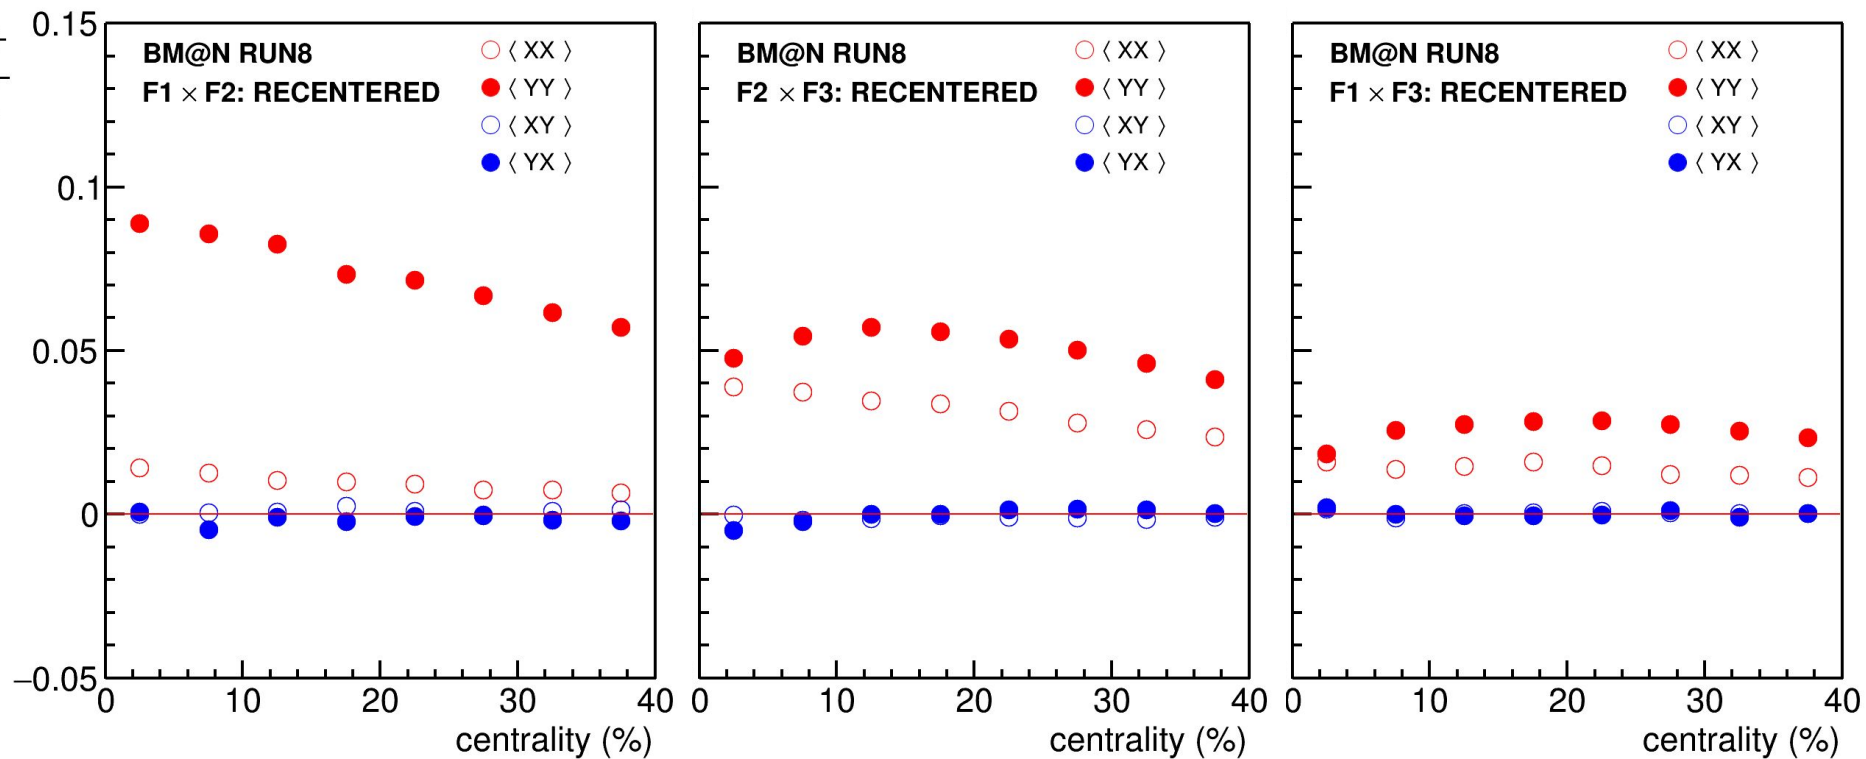 0.15
0.1
0.05
0
−0.05
BM@N RUN8
F1 × F2: RECENTERED
⟨ XX ⟩
⟨ YY ⟩
⟨ XY ⟩
⟨ YX ⟩
0 10 20 30 40
centrality (%)
BM@N RUN8
F2 × F3: RECENTERED
⟨ XX ⟩
⟨ YY ⟩
⟨ XY ⟩
⟨ YX ⟩
0 10 20 30 40
centrality (%)
BM@N RUN8
F1 × F3: RECENTERED
⟨ XX ⟩
⟨ YY ⟩
⟨ XY ⟩
⟨ YX ⟩
0 10 20 30 40
centrality (%)